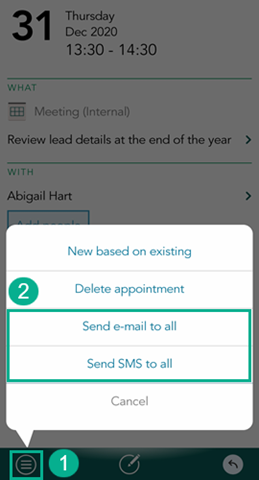 31
Thursday
Dec 2020
13:30 - 14:30
WHAT
Meeting (Internal)
Review lead details at the end of the year
WITH
Abigail Hart
Add people
New based on existing
2
Delete appointment
Send e-mail to all
Send SMS to all
Cancel
1